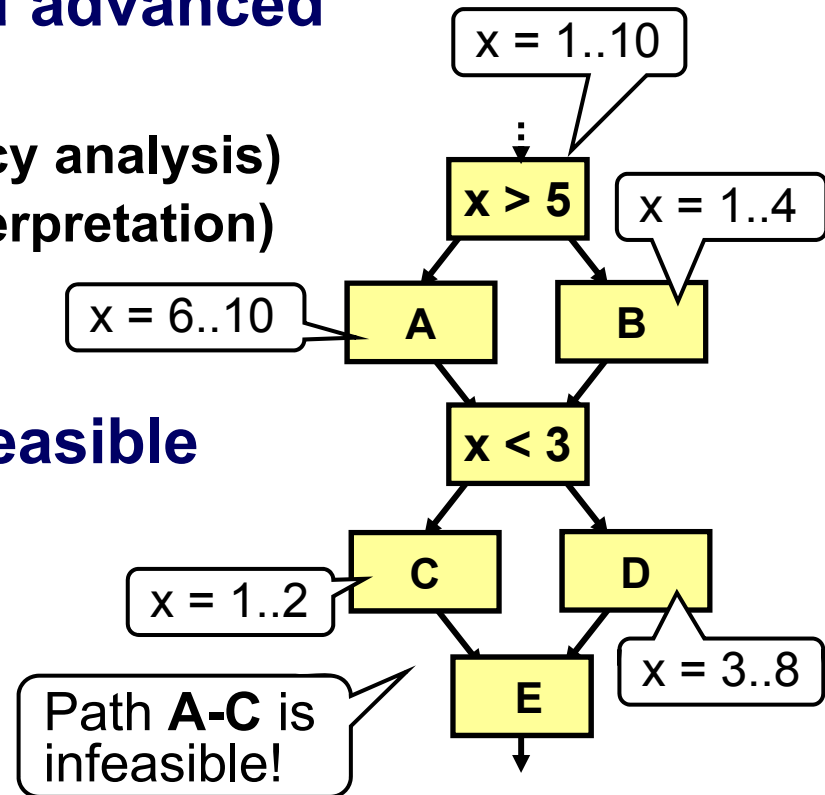 advanced
x = 1..10
cy analysis)
erpretation)
x > 5
x = 1..4
x = 6..10
A
B
easible
x < 3
C
D
x = 1..2
x = 3..8
E
Path A-C is
infeasible!